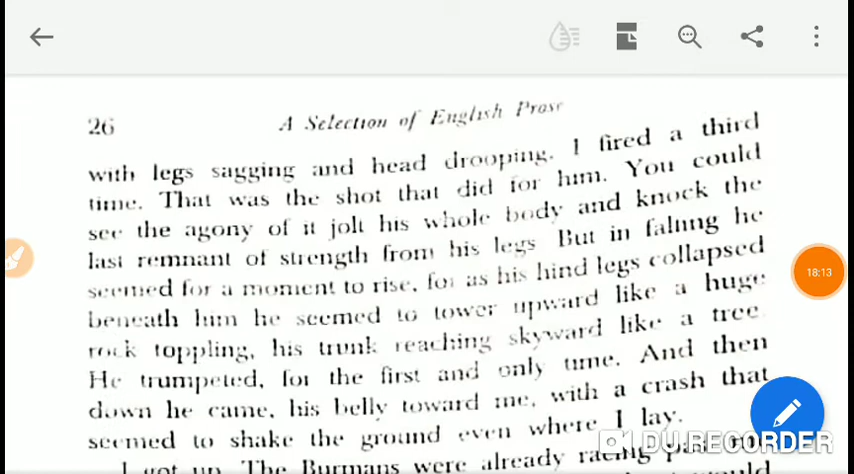 26
A Selection of English Prose
with legs sagging and head drooping. I fired a third
time. That was the shot that did for him. You could
see the agony of it jolt his whole body and knock the
last remnant of strength from his legs But in falling he
seemed for a moment to rise, for as his hind legs collapsed
beneath him he seemed to tower upward like a huge
rock toppling, his trunk reaching skyward like a tree
He trumpeted, for the first and only time. And then
down he came, his belly toward me, with a crash that
seemed to shake the ground even where I lay.
I got up. The Burmans were already racing past me
would
18:13
DU RECORDER